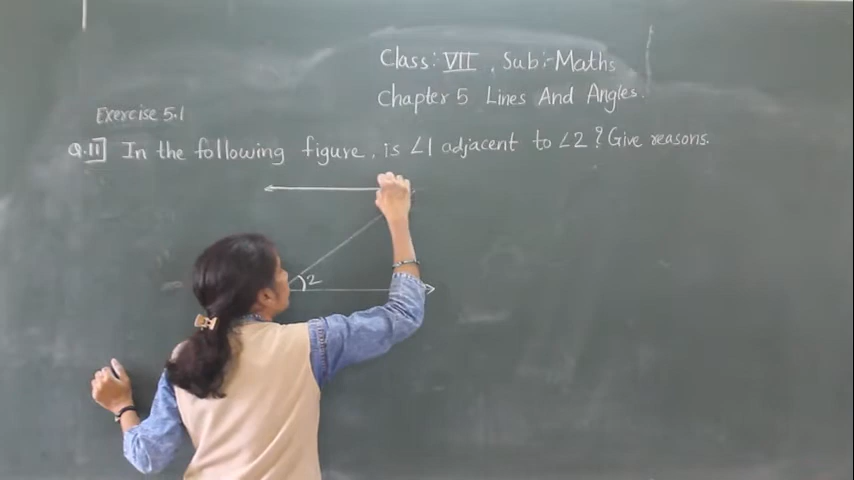 Class: VII, Sub:-Maths
Chapter 5 Lines And Angles.
Exercise 5.1
Q.11] In the following figure, is ∠1 adjacent to ∠2? Give reasons.
2